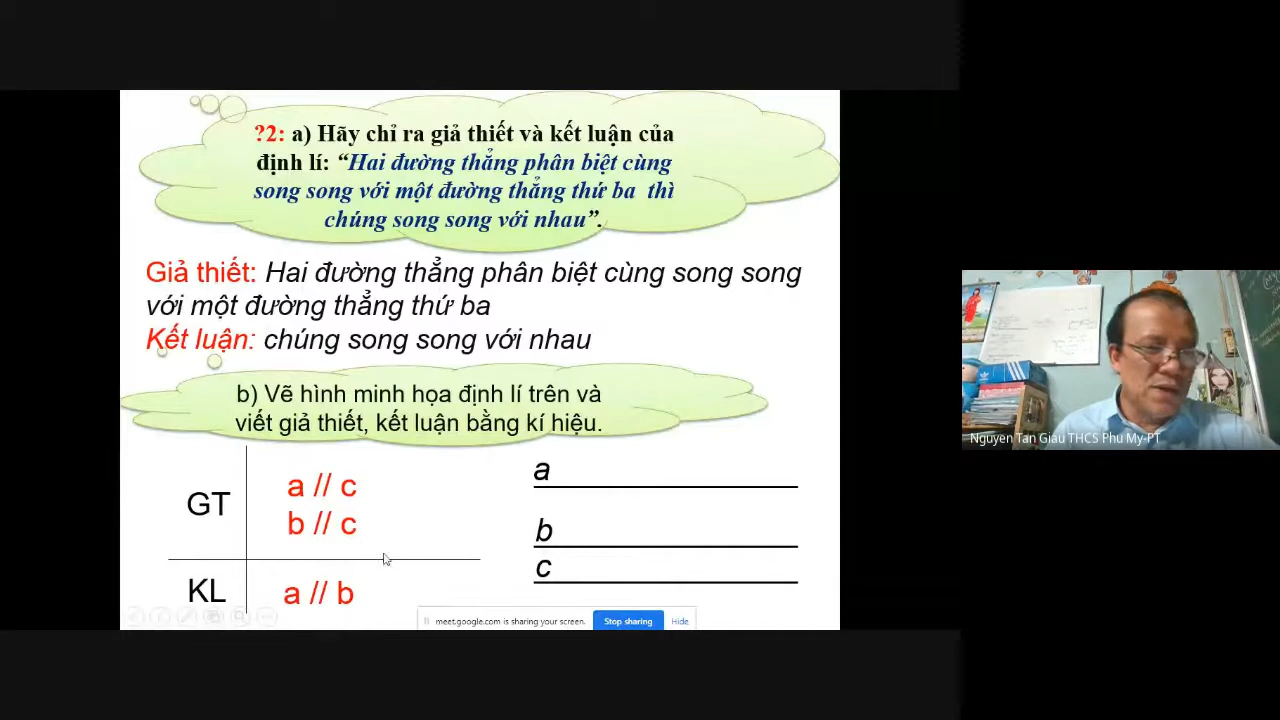 ?2: a) Hãy chỉ ra giả thiết và kết luận của
định lí: “Hai đường thẳng phân biệt cùng
song song với một đường thẳng thứ ba thì
chúng song song với nhau”.
Giả thiết: Hai đường thẳng phân biệt cùng song song
với một đường thẳng thứ ba
Kết luận: chúng song song với nhau
b) Vẽ hình minh họa định lí trên và
viết giả thiết, kết luận bằng kí hiệu.
GT
a // c
b // c
KL
a // b
a
b
c
meet.google.com is sharing your screen.
Stop sharing
Hide
Nguyen Tan Giau THCS Phu My-PT